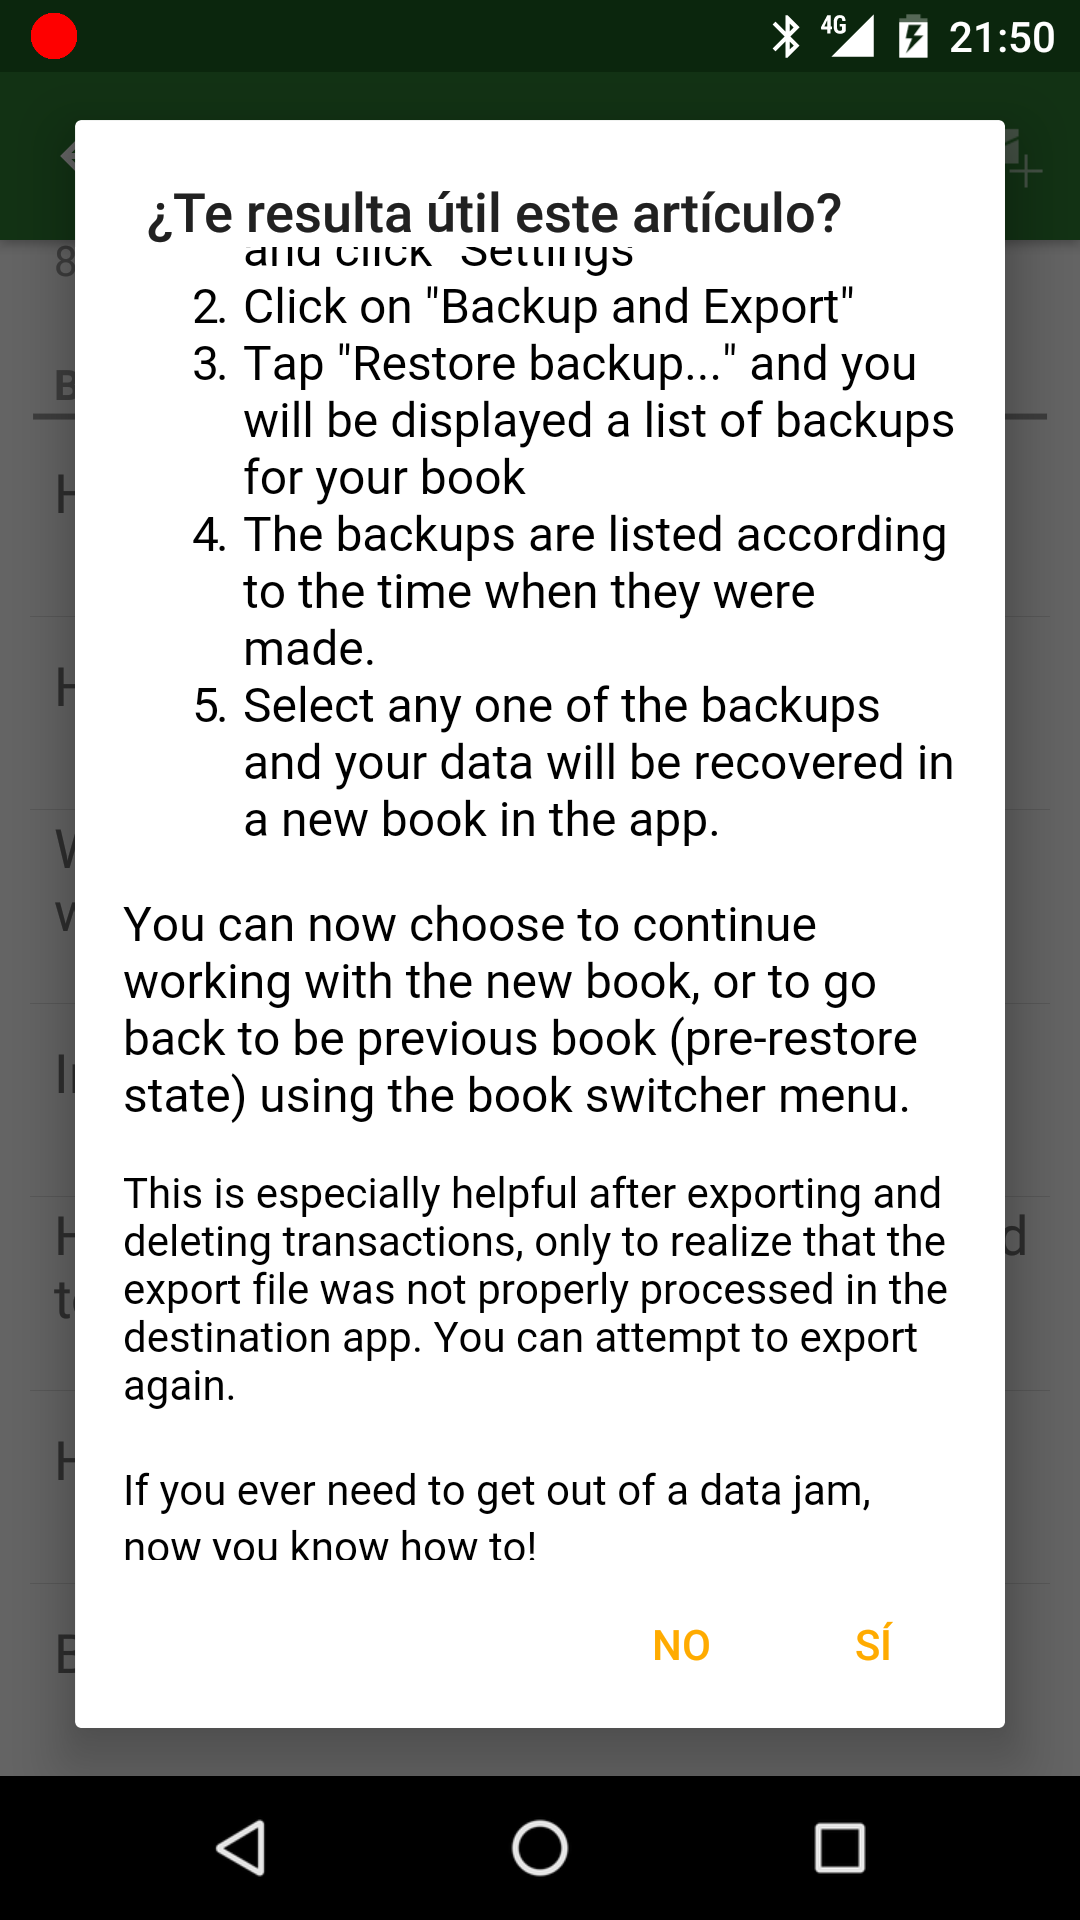 4G 21:50
¿Te resulta útil este artículo?
and click "Settings"
2. Click on "Backup and Export"
3. Tap "Restore backup..." and you
will be displayed a list of backups
for your book
4. The backups are listed according
to the time when they were
made.
5. Select any one of the backups
and your data will be recovered in
a new book in the app.
You can now choose to continue
working with the new book, or to go
back to be previous book (pre-restore
state) using the book switcher menu.
This is especially helpful after exporting and
deleting transactions, only to realize that the
export file was not properly processed in the
destination app. You can attempt to export
again.
If you ever need to get out of a data jam,
now you know how to!
NO SÍ